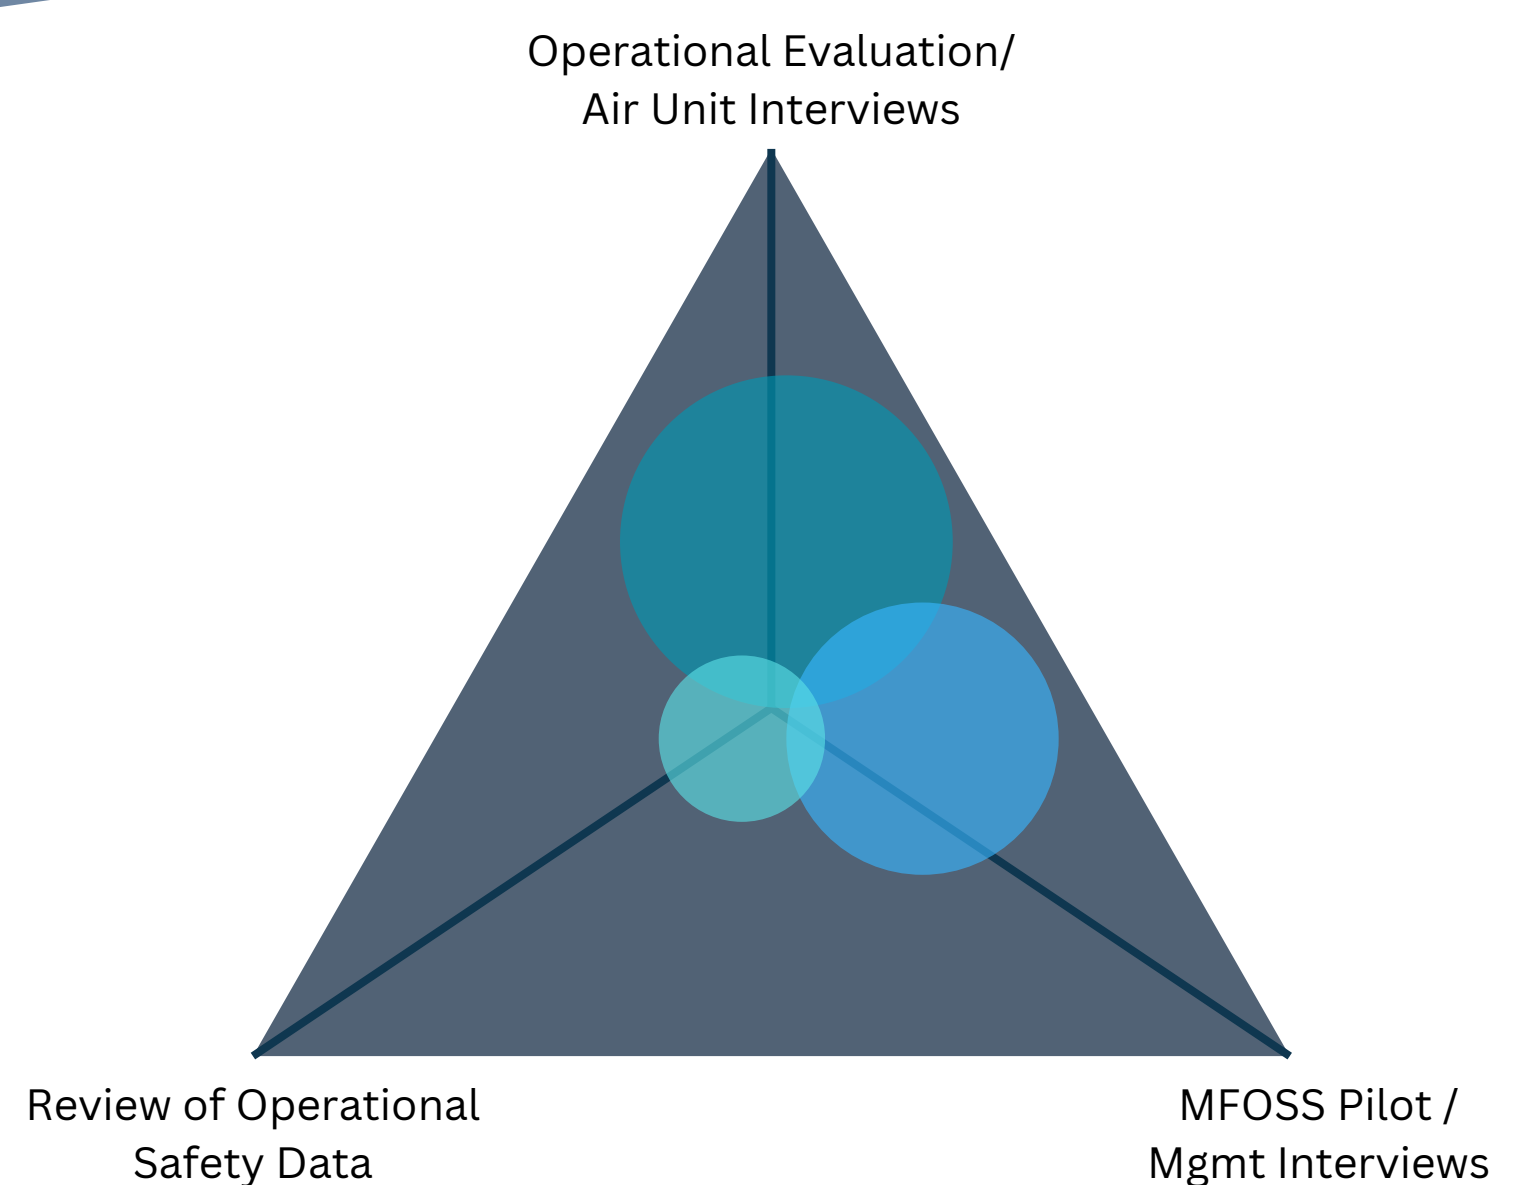 Operational Evaluation/
Air Unit Interviews
Review of Operational
Safety Data
MFOSS Pilot /
Mgmt Interviews